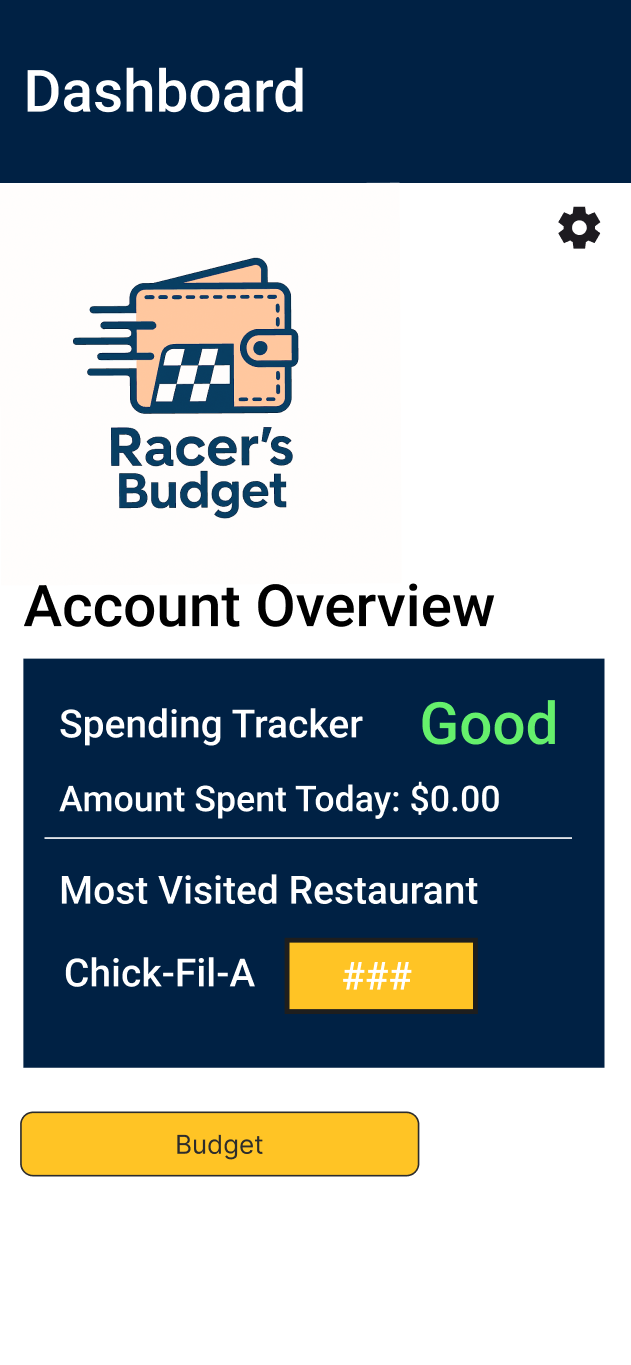 Dashboard
Racer's
Budget
Account Overview
Spending Tracker Good
Amount Spent Today: $0.00
Most Visited Restaurant
Chick-Fil-A ###
Budget